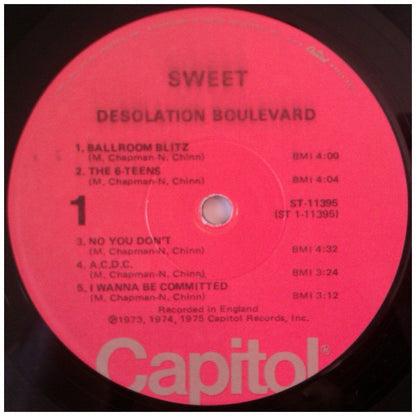 SWEET
DESOLATION BOULEVARD
1. BALLROOM BLITZ
(M. Chapman-N. Chinn) BMI 4:00
2. THE 6-TEENS
(M. Chapman-N. Chinn) BMI 4:04
1 ST-11395
(ST 1-11395)
3. NO YOU DON'T
(M. Chapman-N. Chinn) BMI 4:32
4. A.C.D.C.
(M. Chapman-N. Chinn) BMI 3:24
5. I WANNA BE COMMITTED
(M. Chapman-N. Chinn) BMI 3:12
Recorded in England
℗1973, 1974, 1975 Capitol Records, Inc.
Capitol®